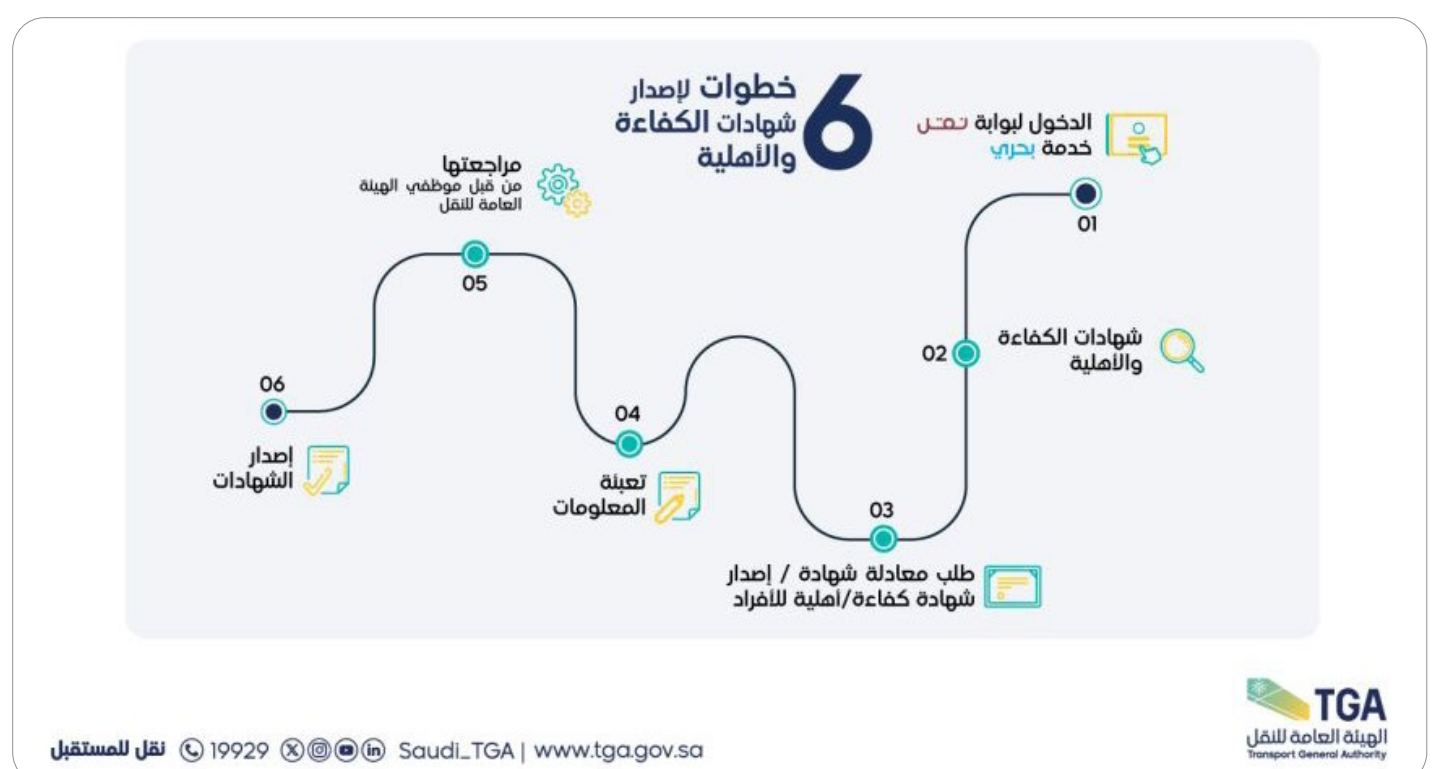 6
خطوات لإصدار
شهادات الكفاءة
والأهلية
الدخول لبوابة نقل
خدمة بحري
01
شهادات الكفاءة
والأهلية
02
03
طلب معادلة شهادة / إصدار
شهادة كفاءة/أهلية للأفراد
04
تعبئة
المعلومات
مراجعتها
من قبل موظفي الهيئة
العامة للنقل
05
06
إصدار
الشهادات
TGA
الهيئة العامة للنقل
Transport General Authority
نقل للمستقبل 19929 Saudi_TGA | www.tga.gov.sa